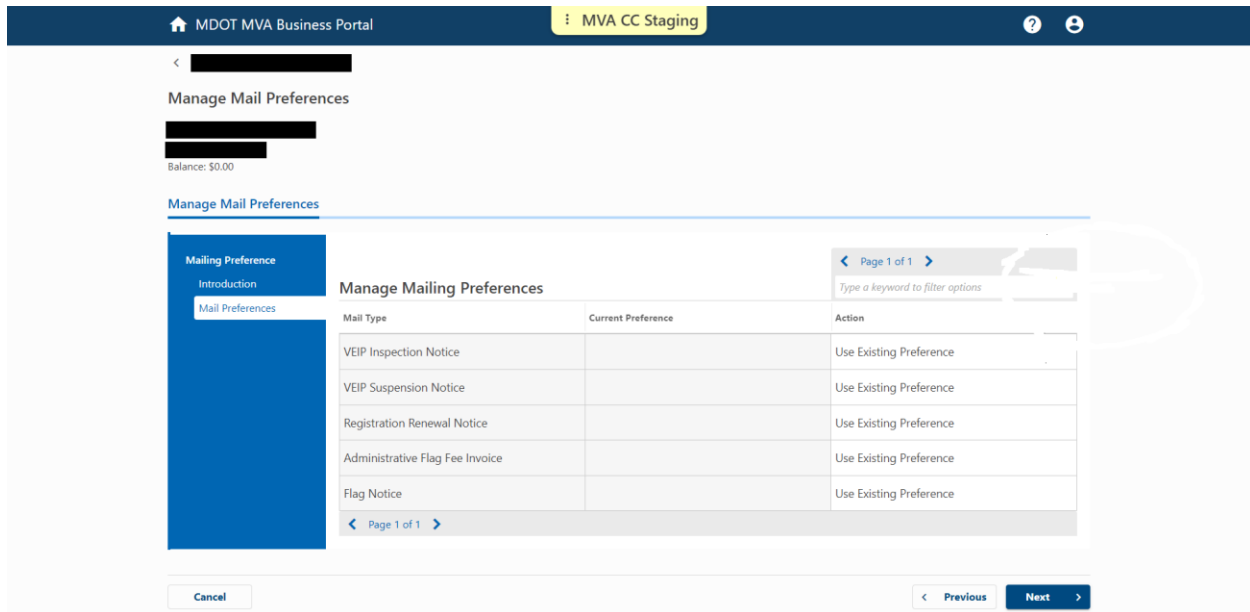 MDOT MVA Business Portal
MVA CC Staging
Manage Mail Preferences
Balance: $0.00
Manage Mail Preferences
Mailing Preference
Introduction
Mail Preferences
Page 1 of 1
Manage Mailing Preferences
Type a keyword to filter options
Mail Type Current Preference Action
VEIP Inspection Notice Use Existing Preference
VEIP Suspension Notice Use Existing Preference
Registration Renewal Notice Use Existing Preference
Administrative Flag Fee Invoice Use Existing Preference
Flag Notice Use Existing Preference
Page 1 of 1
Cancel Previous Next